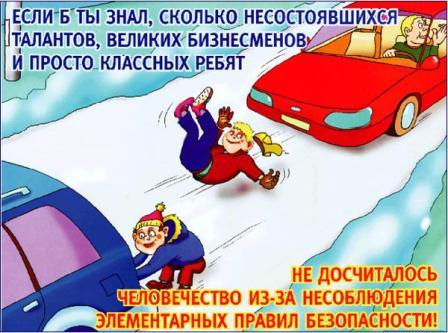 ЕСЛИ Б ТЫ ЗНАЛ, СКОЛЬКО НЕСОСТОЯВШИХСЯ
ТАЛАНТОВ, ВЕЛИКИХ БИЗНЕСМЕНОВ
И ПРОСТО КЛАССНЫХ РЕБЯТ
НЕ ДОСЧИТАЛОСЬ
ЧЕЛОВЕЧЕСТВО ИЗ-ЗА НЕСОБЛЮДЕНИЯ
ЭЛЕМЕНТАРНЫХ ПРАВИЛ БЕЗОПАСНОСТИ!